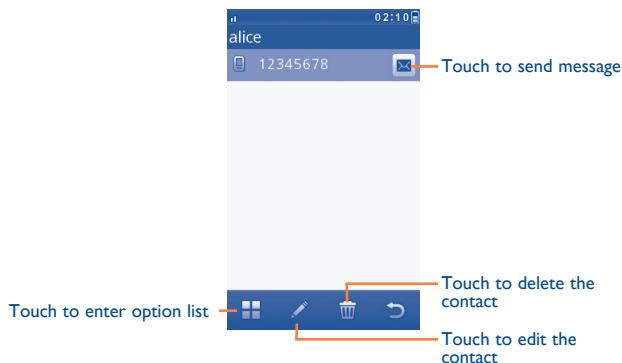 02:10
alice
12345678
Touch to send message
Touch to delete the
contact
Touch to enter option list
Touch to edit the
contact